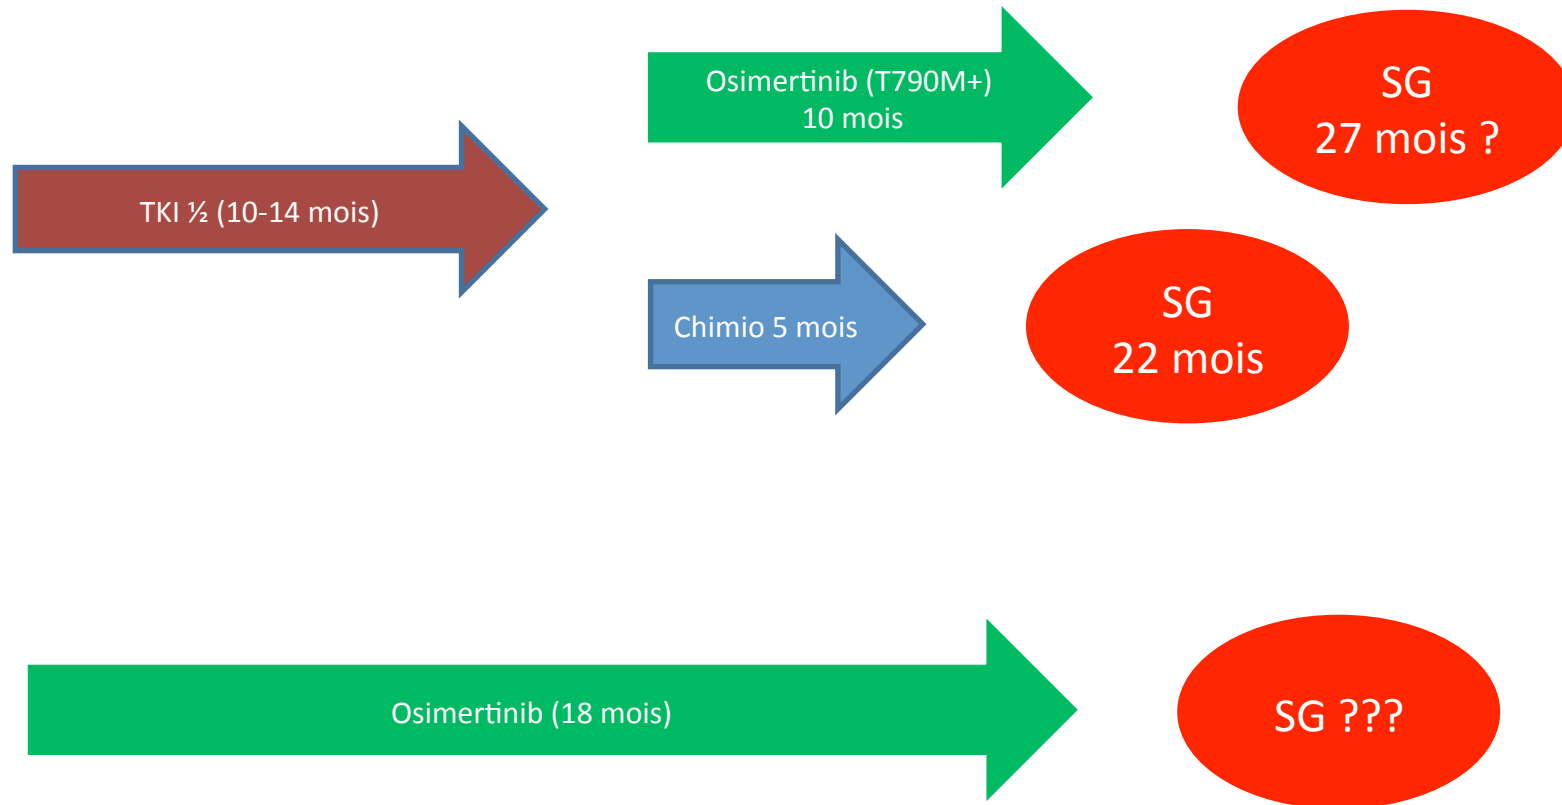 Osimertinib (T790M+)
10 mois
SG
27 mois ?
TKI ½ (10-14 mois)
Chimio 5 mois
SG
22 mois
Osimertinib (18 mois)
SG ???